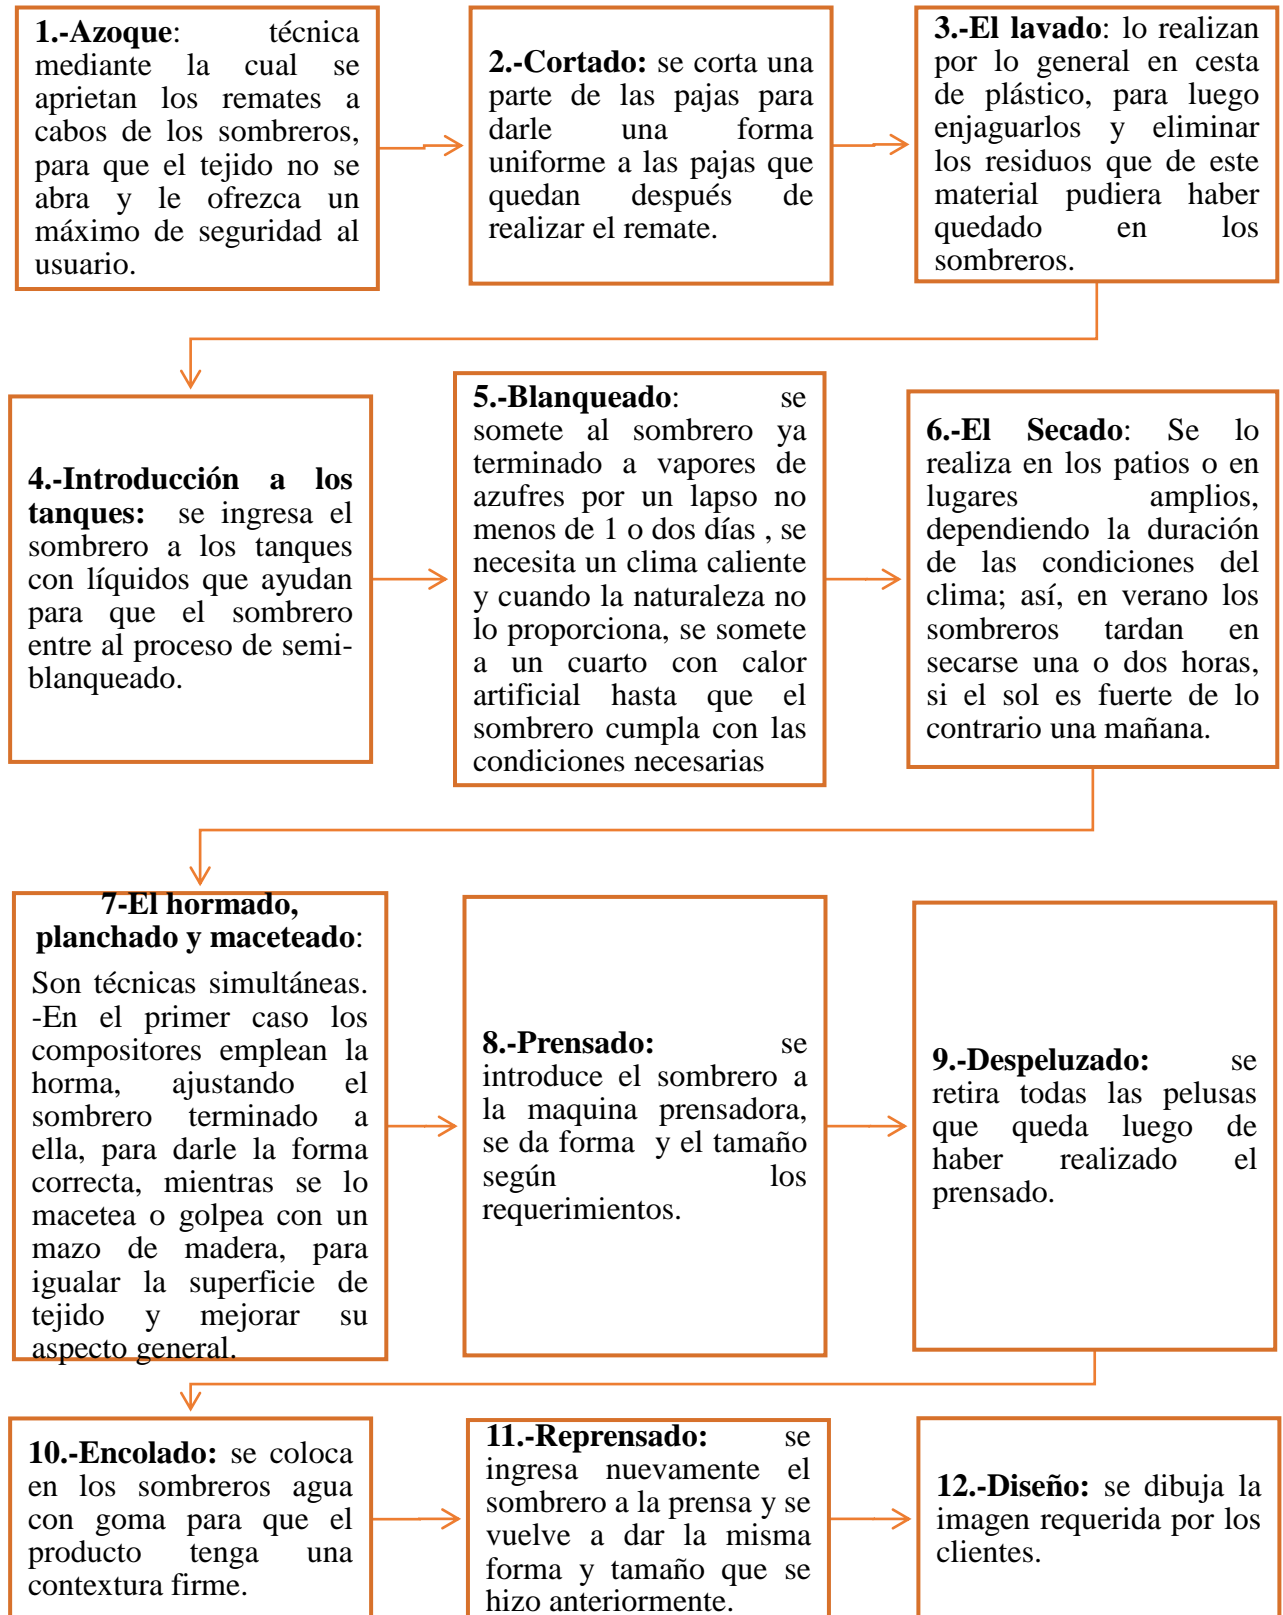 1.-Azoque: técnica
mediante la cual se
aprietan los remates a
cabos de los sombreros,
para que el tejido no se
abra y le ofrezca un
máximo de seguridad al
usuario.
2.-Cortado: se corta una
parte de las pajas para
darle una forma
uniforme a las pajas que
quedan después de
realizar el remate.
3.-El lavado: lo realizan
por lo general en cesta
de plástico, para luego
enjaguarlos y eliminar
los residuos que de este
material pudiera haber
quedado en los
sombreros.
4.-Introducción a los
tanques: se ingresa el
sombrero a los tanques
con líquidos que ayudan
para que el sombrero
entre al proceso de semi-
blanqueado.
5.-Blanqueado: se
somete al sombrero ya
terminado a vapores de
azufres por un lapso no
menos de 1 o dos días , se
necesita un clima caliente
y cuando la naturaleza no
lo proporciona, se somete
a un cuarto con calor
artificial hasta que el
sombrero cumpla con las
condiciones necesarias
6.-El Secado: Se lo
realiza en los patios o en
lugares amplios,
dependiendo la duración
de las condiciones del
clima; así, en verano los
sombreros tardan en
secarse una o dos horas,
si el sol es fuerte de lo
contrario una mañana.
7-El hormado,
planchado y maceteado:
Son técnicas simultáneas.
-En el primer caso los
compositores emplean la
horma, ajustando el
sombrero terminado a
ella, para darle la forma
correcta, mientras se lo
macetea o golpea con un
mazo de madera, para
igualar la superficie de
tejido y mejorar su
aspecto general.
8.-Prensado: se
introduce el sombrero a
la maquina prensadora,
se da forma y el tamaño
según los
requerimientos.
9.-Despeluzado: se
retira todas las pelusas
que queda luego de
haber realizado el
prensado.
10.-Encolado: se coloca
en los sombreros agua
con goma para que el
producto tenga una
contextura firme.
11.-Reprensado: se
ingresa nuevamente el
sombrero a la prensa y se
vuelve a dar la misma
forma y tamaño que se
hizo anteriormente.
12.-Diseño: se dibuja la
imagen requerida por los
clientes.